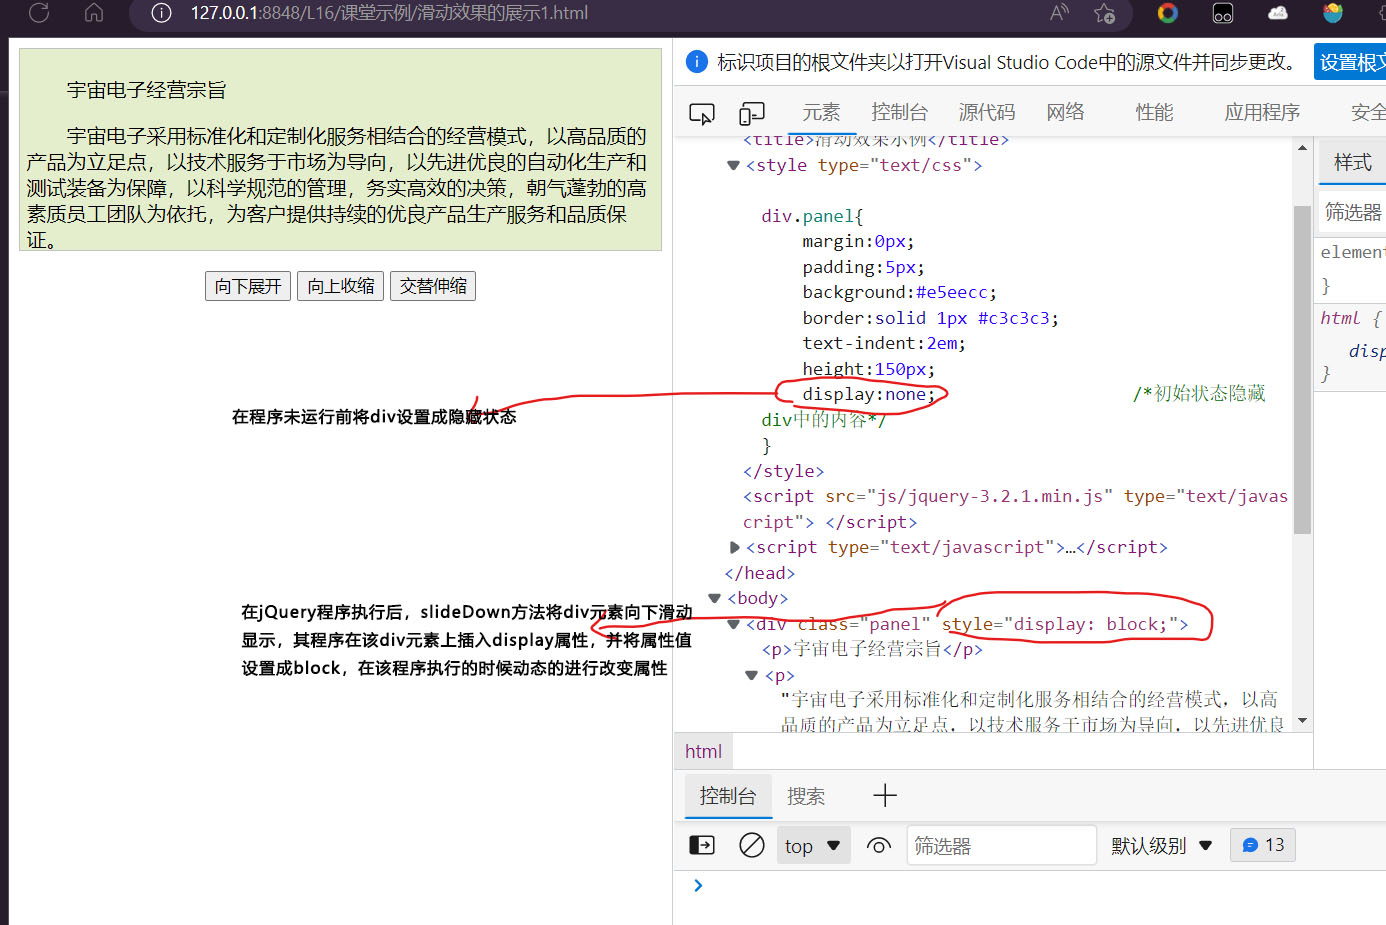 127.0.0.1:8848/L16/课堂示例/滑动效果的展示1.html
宇宙电子经营宗旨
宇宙电子采用标准化和定制化服务相结合的经营模式，以高品质的
产品为立足点，以技术服务于市场为导向，以先进优良的自动化生产和
测试装备为保障，以科学规范的管理，务实高效的决策，朝气蓬勃的高
素质员工团队为依托，为客户提供持续的优良产品生产服务和品质保
证。
向下展开 向上收缩 交替伸缩
在程序未运行前将div设置成隐藏状态
在jQuery程序执行后，slideDown方法将div元素向下滑动
显示，其程序在该div元素上插入display属性，并将属性值
设置成block，在该程序执行的时候动态的进行改变属性
标识项目的根文件夹以打开Visual Studio Code中的源文件并同步更改。 设置根文
元素 控制台 源代码 网络 性能 应用程序 安全
<title>滑动效果示例</title>
<style type="text/css">
div.panel{
margin:0px;
padding:5px;
background:#e5eecc;
border:solid 1px #c3c3c3;
text-indent:2em;
height:150px;
display:none; /*初始状态隐藏
div中的内容*/
}
</style>
<script src="js/jquery-3.2.1.min.js" type="text/javas
cript"> </script>
<script type="text/javascript">…</script>
</head>
<body>
<div class="panel" style="display: block;">
<p>宇宙电子经营宗旨</p>
<p>
"宇宙电子采用标准化和定制化服务相结合的经营模式，以高
品质的产品为立足点，以技术服务于市场为导向，以先进优良
样式
筛选器
element
}
html {
disp
}
html
控制台 搜索
top 筛选器 默认级别 13